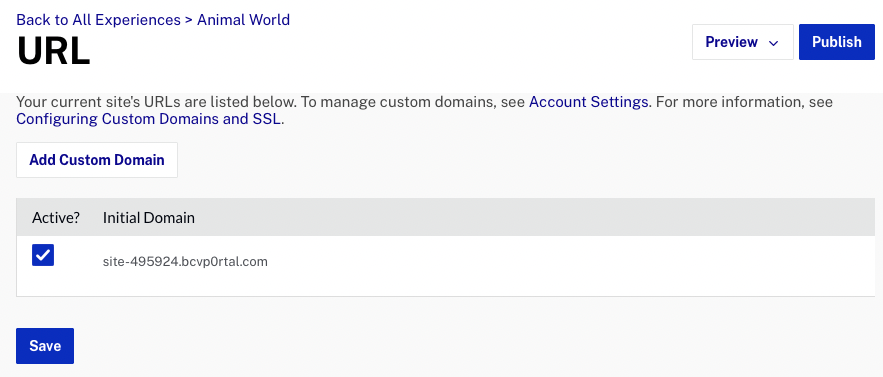 Back to All Experiences > Animal World
URL
Preview
Publish
Your current site's URLs are listed below. To manage custom domains, see Account Settings. For more information, see
Configuring Custom Domains and SSL.
Add Custom Domain
Active? Initial Domain
site-495924.bcvp0rtal.com
Save